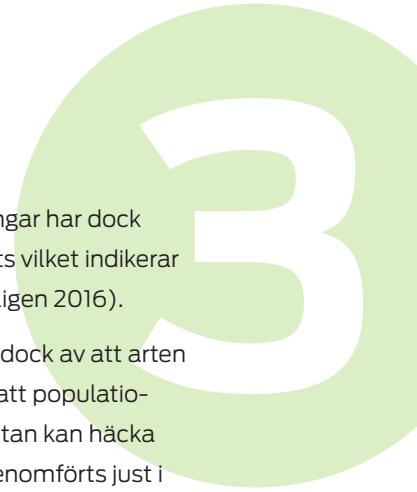 3
ngar har dock
ts vilket indikerar
ligen 2016).
dock av att arten
att populatio-
tan kan häcka
enomförts just i